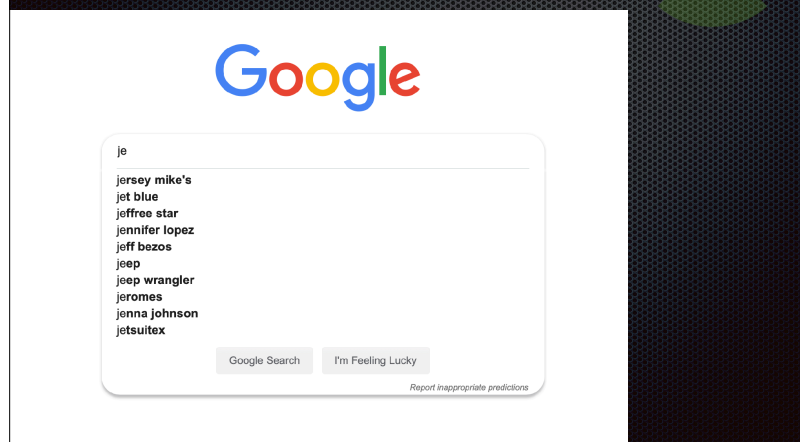 Google
je
jersey mike's
jet blue
jeffree star
jennifer lopez
jeff bezos
jeep
jeep wrangler
jeromes
jenna johnson
jetsuitex
Google Search I'm Feeling Lucky
Report inappropriate predictions